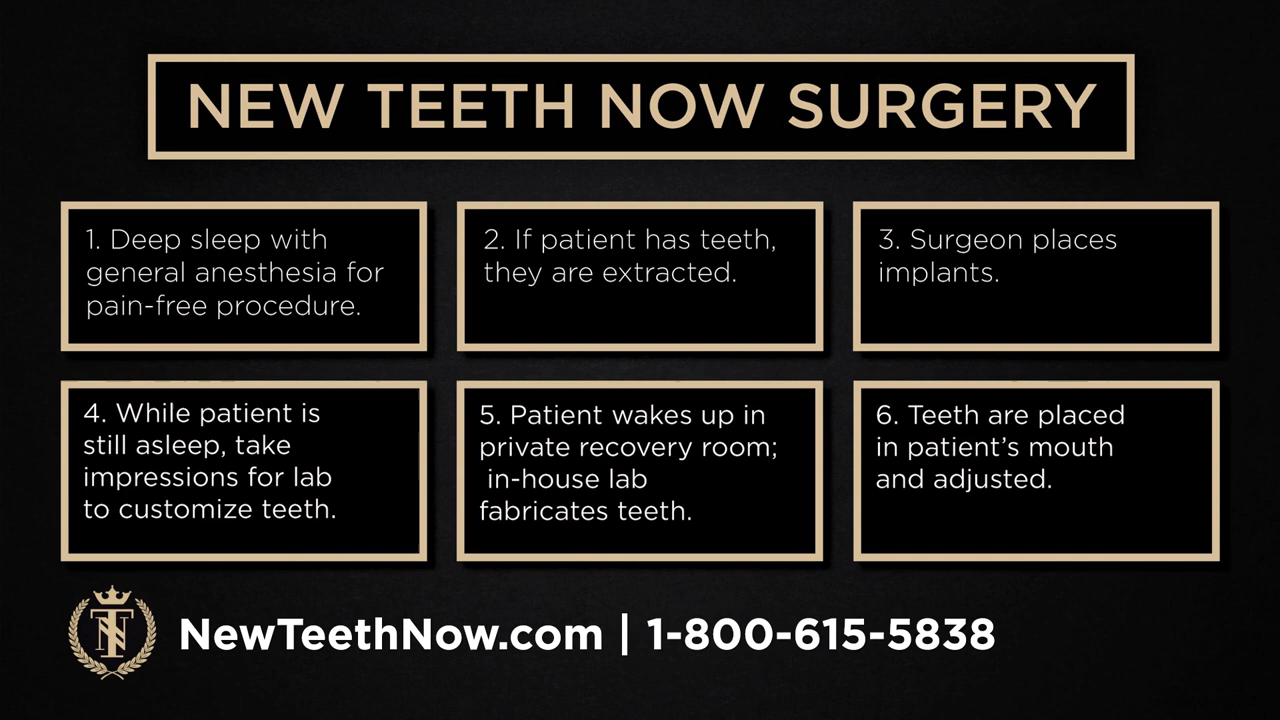 NEW TEETH NOW SURGERY
1. Deep sleep with
general anesthesia for
pain-free procedure.
2. If patient has teeth,
they are extracted.
3. Surgeon places
implants.
4. While patient is
still asleep, take
impressions for lab
to customize teeth.
5. Patient wakes up in
private recovery room;
in-house lab
fabricates teeth.
6. Teeth are placed
in patient's mouth
and adjusted.
NewTeethNow.com | 1-800-615-5838